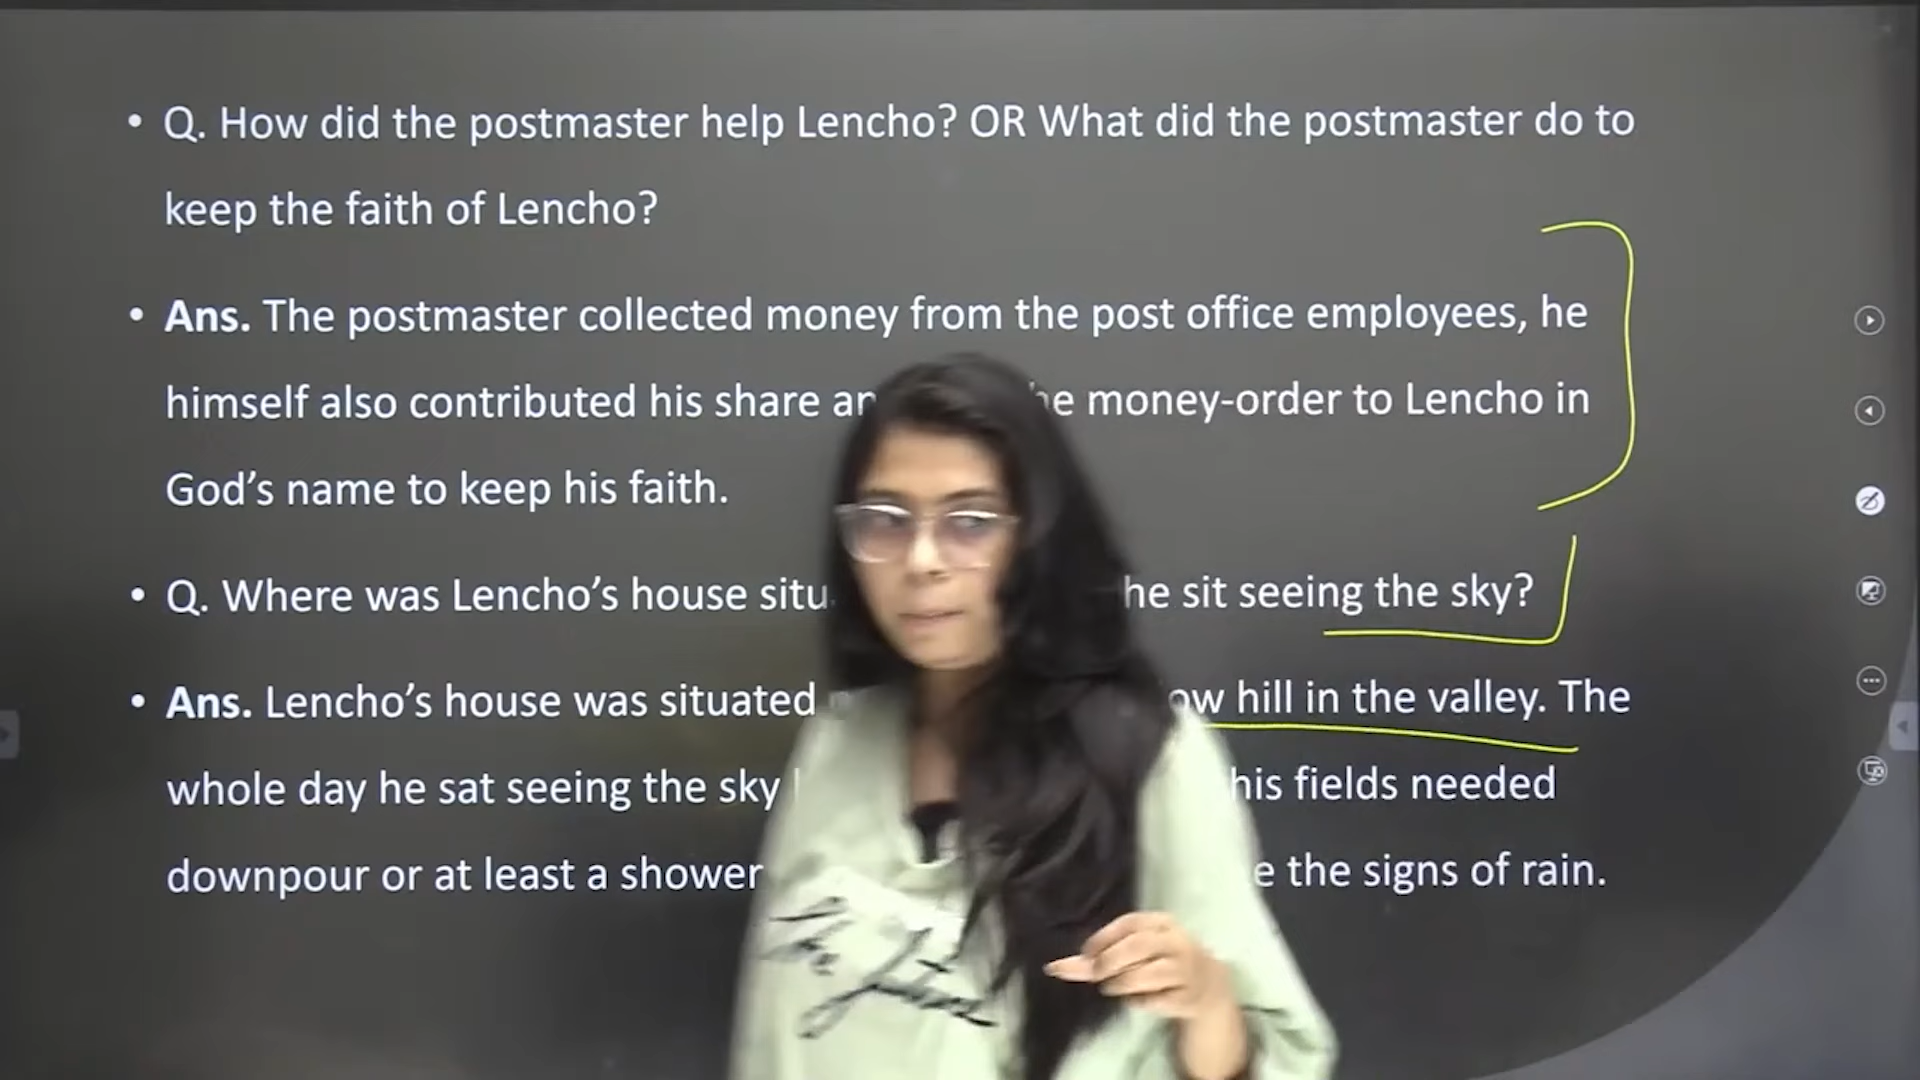 • Q. How did the postmaster help Lencho? OR What did the postmaster do to
keep the faith of Lencho?
• Ans. The postmaster collected money from the post office employees, he
himself also contributed his share money-order to Lencho in
God’s name to keep his faith.
• Q. Where was Lencho’s house he sit seeing the sky?
• Ans. Lencho’s house was situated hill in the valley. The
whole day he sat seeing the sky his fields needed
downpour or at least a shower the signs of rain.